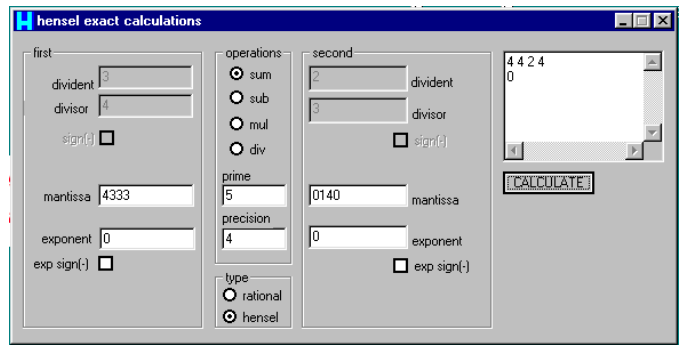 hensel exact calculations
first
divident 3
divisor 4
sign(-)
mantissa 4333
exponent 0
exp sign(-)
operations
sum
sub
mul
div
prime
5
precision
4
type
rational
hensel
second
2 divident
3 divisor
sign(-)
0140 mantissa
0 exponent
exp sign(-)
4 4 2 4
0
CALCULATE